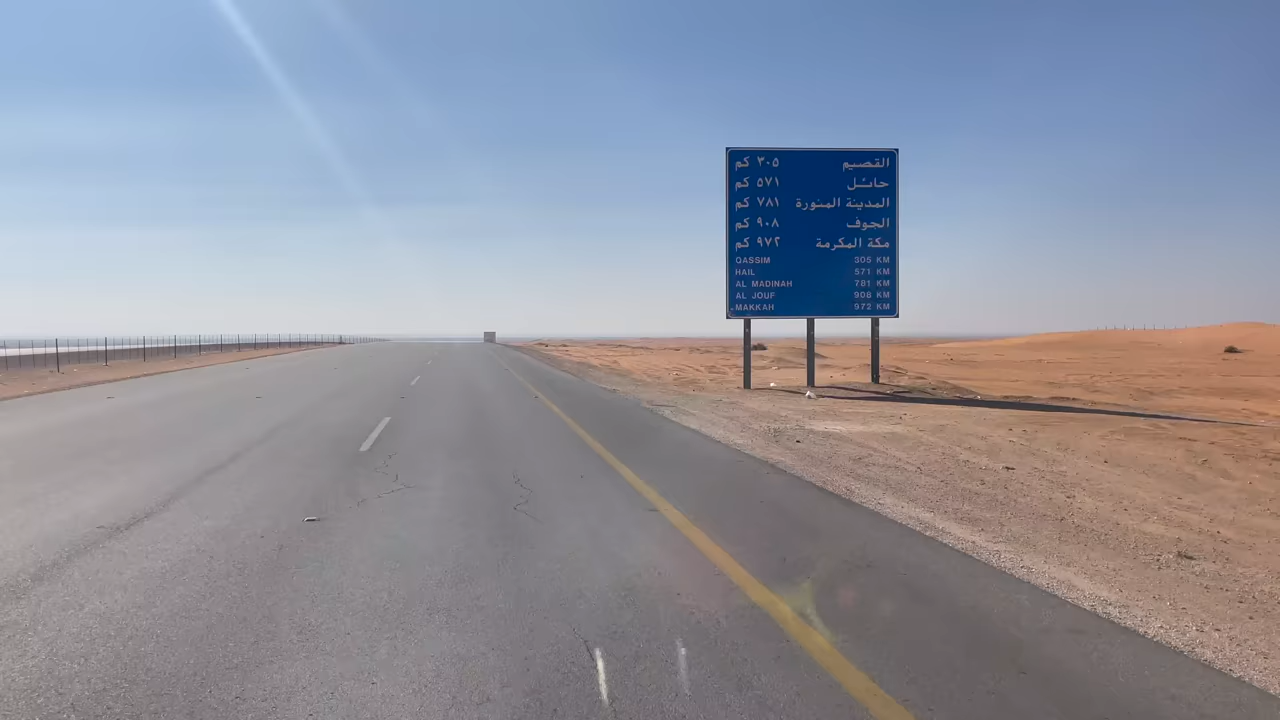 القصيم ٣٠٥ كم
حائل ٥٧١ كم
المدينة المنورة ٧٨١ كم
الجوف ٩٠٨ كم
مكة المكرمة ٩٧٢ كم
QASSIM 305 KM
HAIL 571 KM
AL MADINAH 781 KM
AL JOUF 908 KM
MAKKAH 972 KM